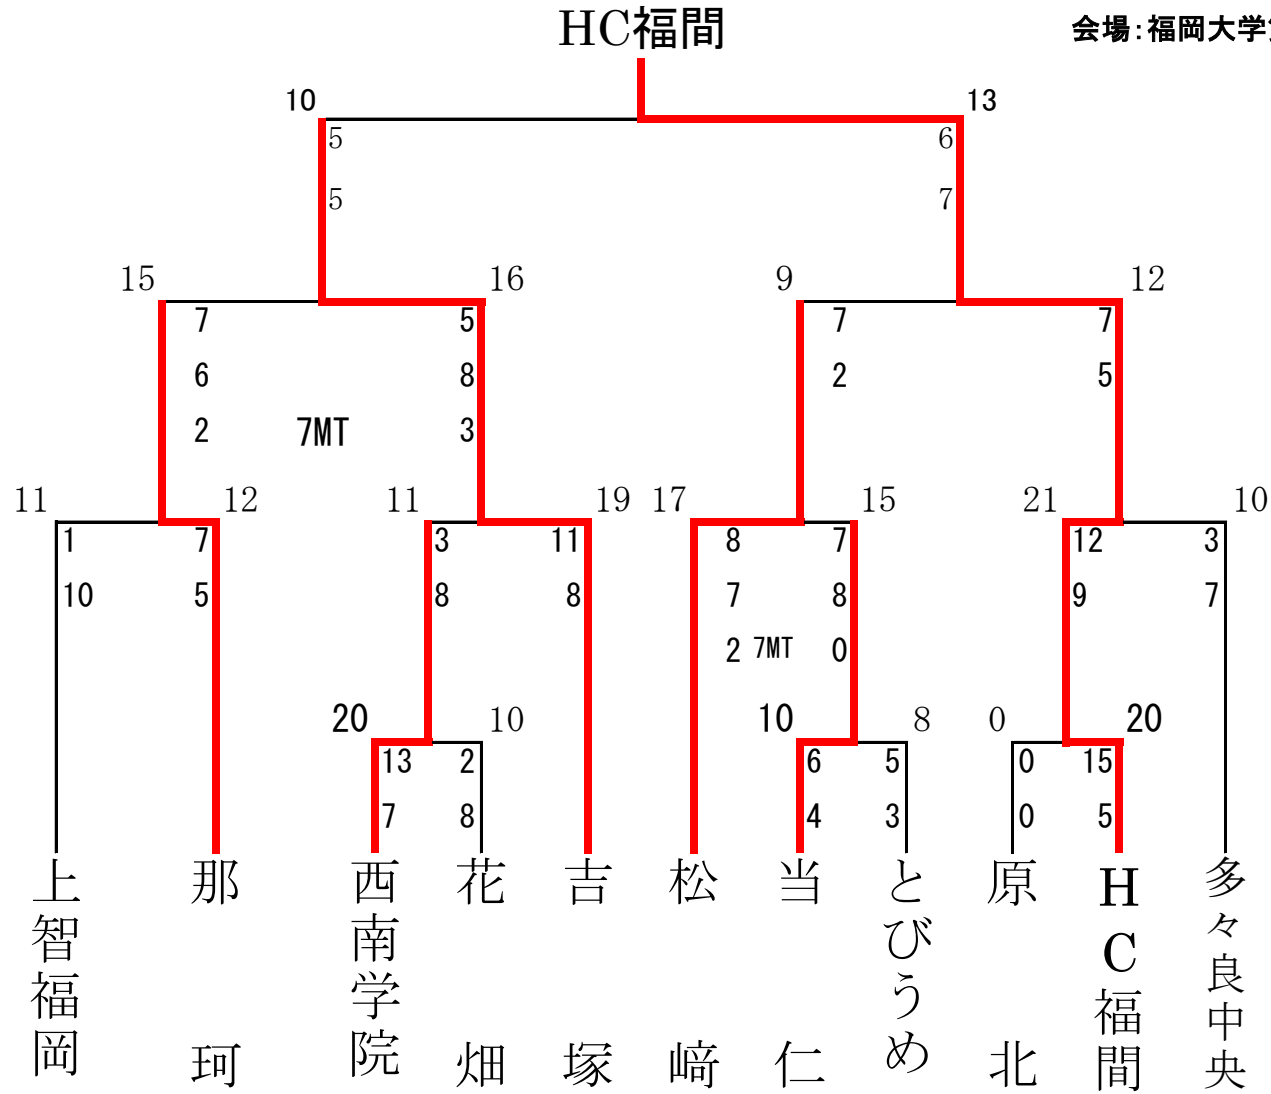 HC福間
会場：福岡大学
10 13
5 6
5 7
15 16 9 12
7 5 7 7
6 8 2 5
2 7MT 3
11 12 11 19 17 15 21 10
1 7 3 11 8 7 12 3
10 5 8 8 7 8 9 7
2 7MT 0
20 10 10 8 0 20
13 2 6 5 0 15
7 8 4 3 0 5
上智福岡
那珂
西南学院
花畑
吉塚
松﨑
当仁
とびうめ
原北
HC福間
多々良中央